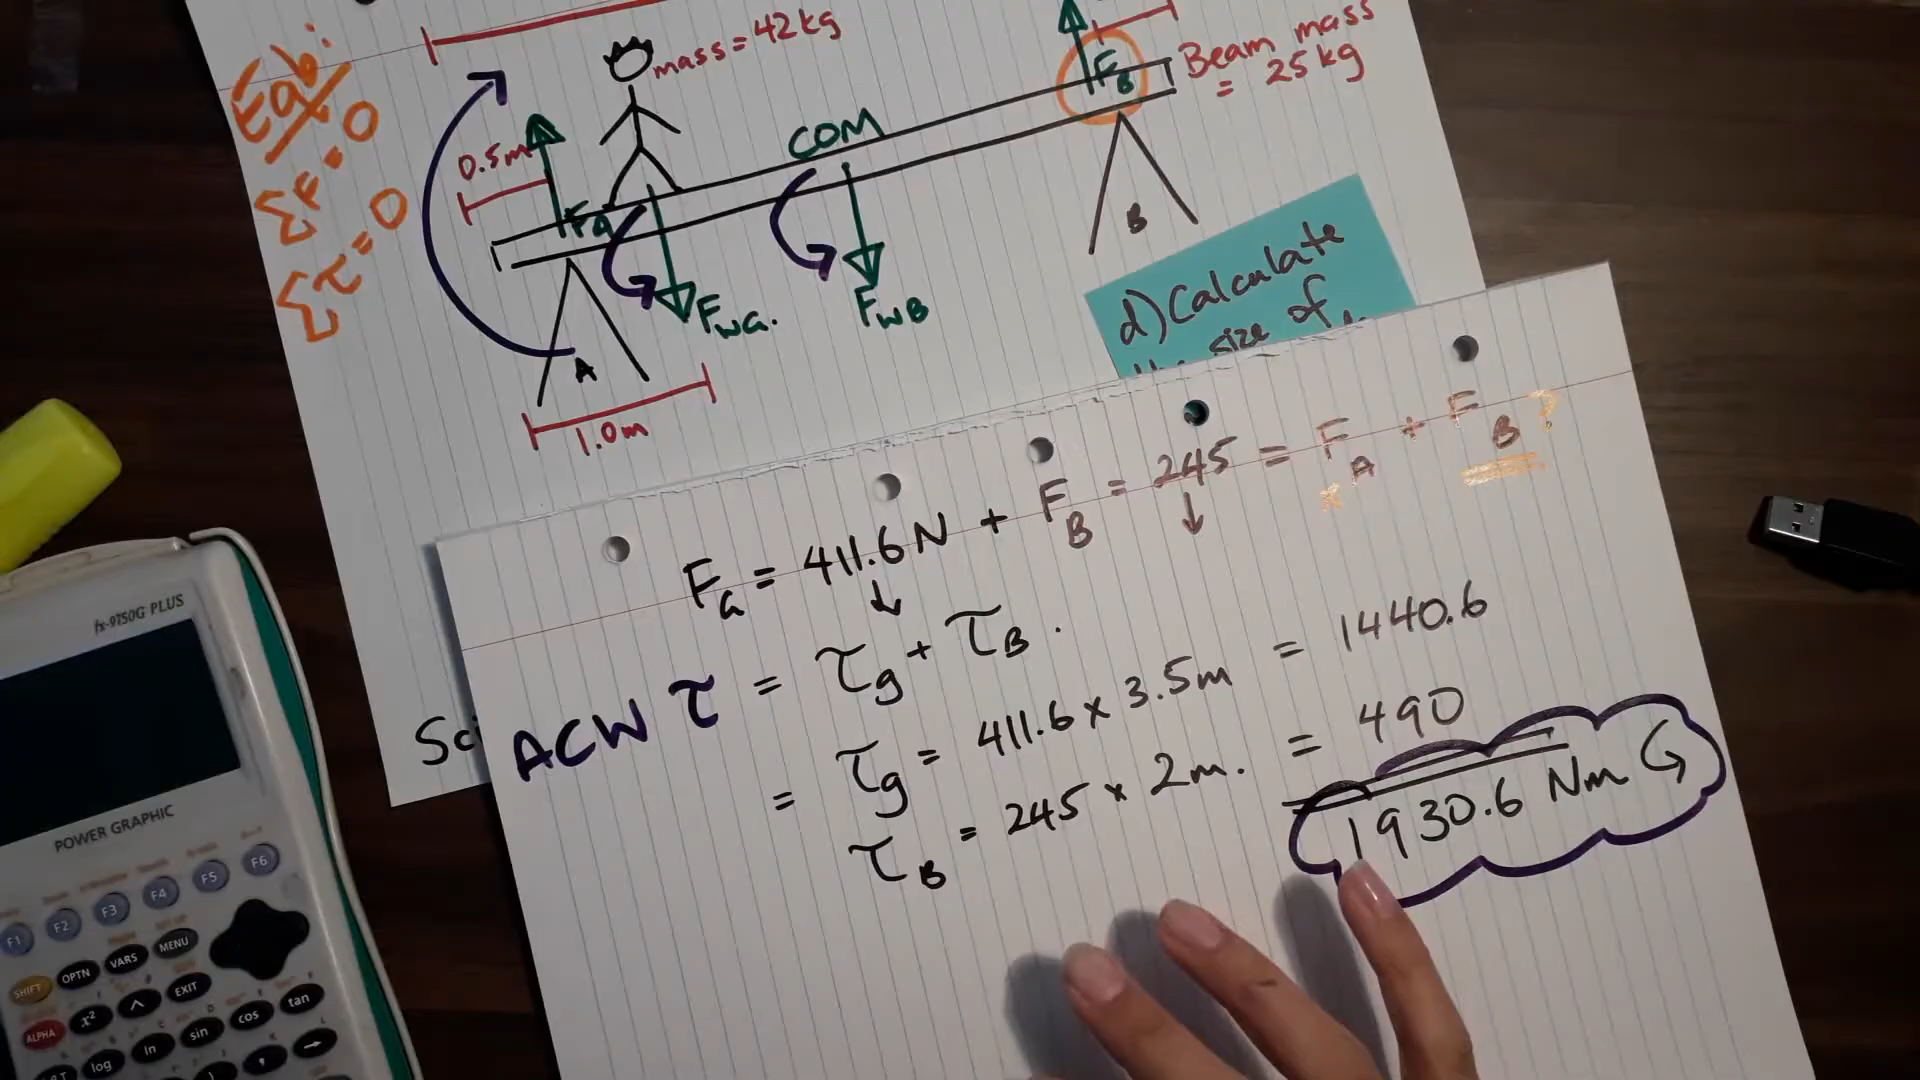 Eqb:
ΣF = 0
Στ = 0
mass = 42kg
Beam mass
= 25kg
0.5m
COM
Fa
FB
FwG.
FwB
A
B
1.0m
d) Calculate
size of
Fa = 411.6N + FB = 245 = FA + FB?
x
ACW τ = τg + τB.
= τg = 411.6 x 3.5m = 1440.6
τB = 245 x 2m. = 490
1930.6 Nm
fx-9750G PLUS
POWER GRAPHIC
F1 F2 F3 F4 F5 F6
SHIFT OPTN VARS MENU
ALPHA x² ^ EXIT
log ln sin cos tan